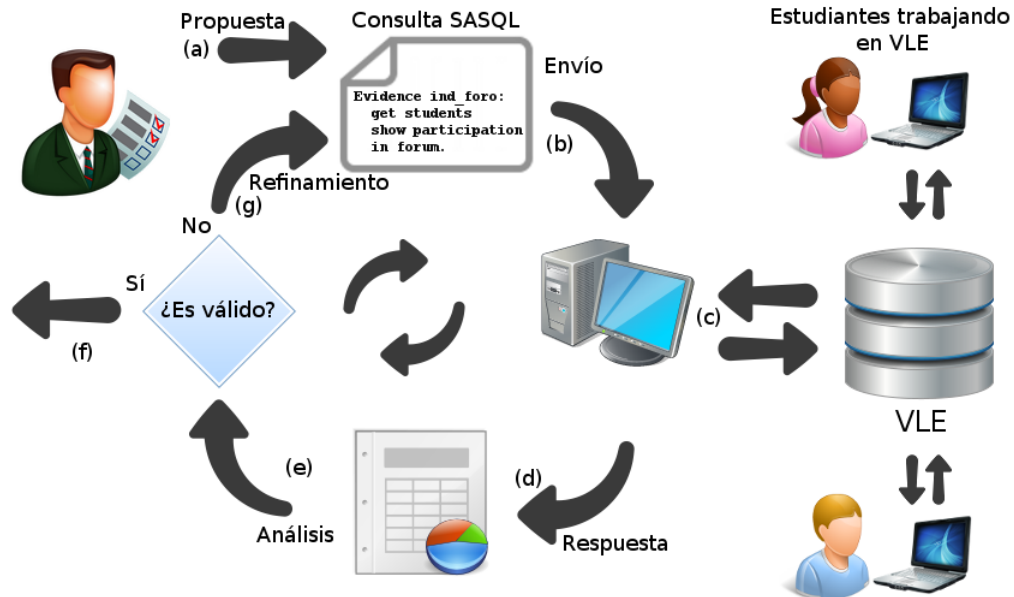 Propuesta
(a)
Consulta SASQL
Evidence ind_foro:
get students
show participation
in forum.
Envío
(b)
Estudiantes trabajando
en VLE
Refinamiento
(g)
No
Sí
¿Es válido?
(f)
(c)
VLE
(e)
Análisis
(d)
Respuesta